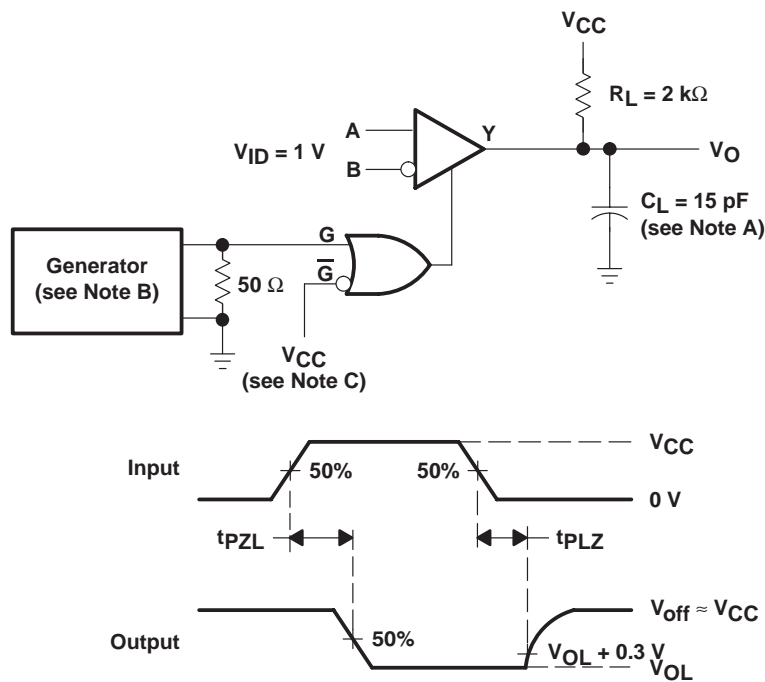 VCC
RL = 2 kΩ
A
Y
VID = 1 V
B
VO
CL = 15 pF
(see Note A)
G
Generator
(see Note B)
50 Ω
G̅
VCC
(see Note C)
Input
50%
50%
VCC
0 V
tPZL
tPLZ
Output
50%
Voff ≈ VCC
VOL + 0.3 V
VOL